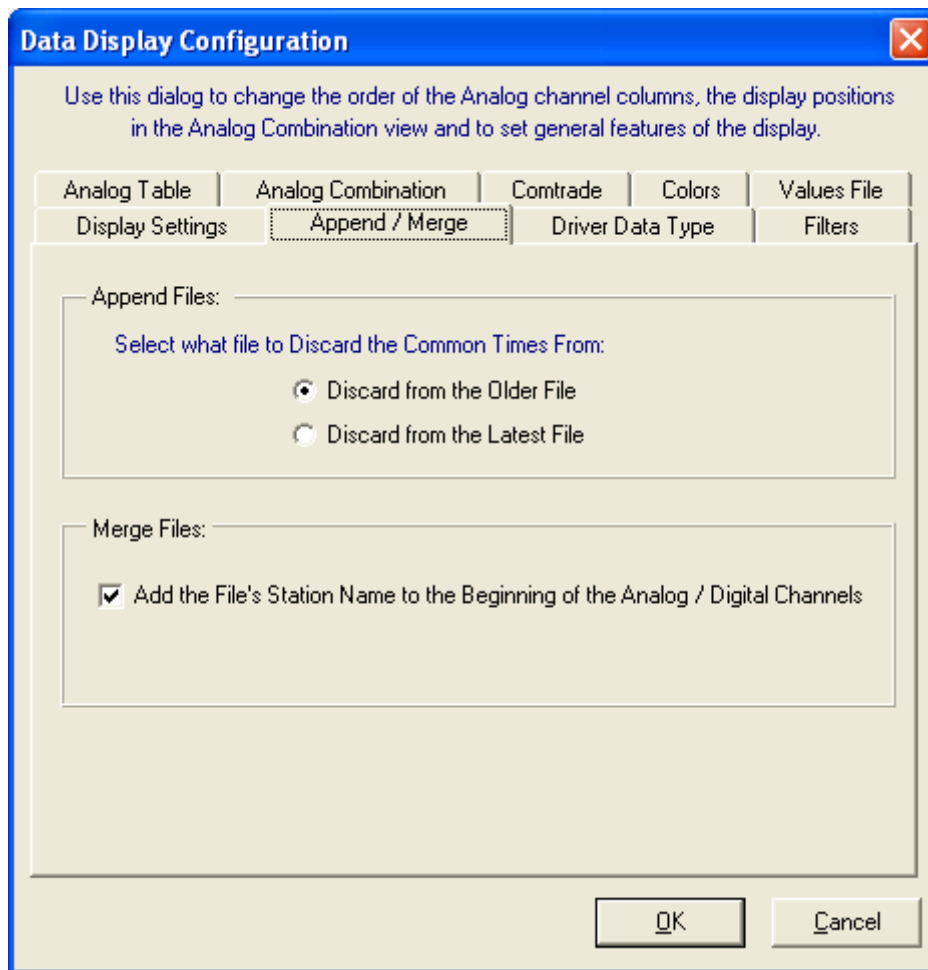 Data Display Configuration
Use this dialog to change the order of the Analog channel columns, the display positions
in the Analog Combination view and to set general features of the display.
Analog Table Analog Combination Comtrade Colors Values File
Display Settings Append / Merge Driver Data Type Filters
Append Files:
Select what file to Discard the Common Times From:
Discard from the Older File
Discard from the Latest File
Merge Files:
Add the File's Station Name to the Beginning of the Analog / Digital Channels
OK Cancel